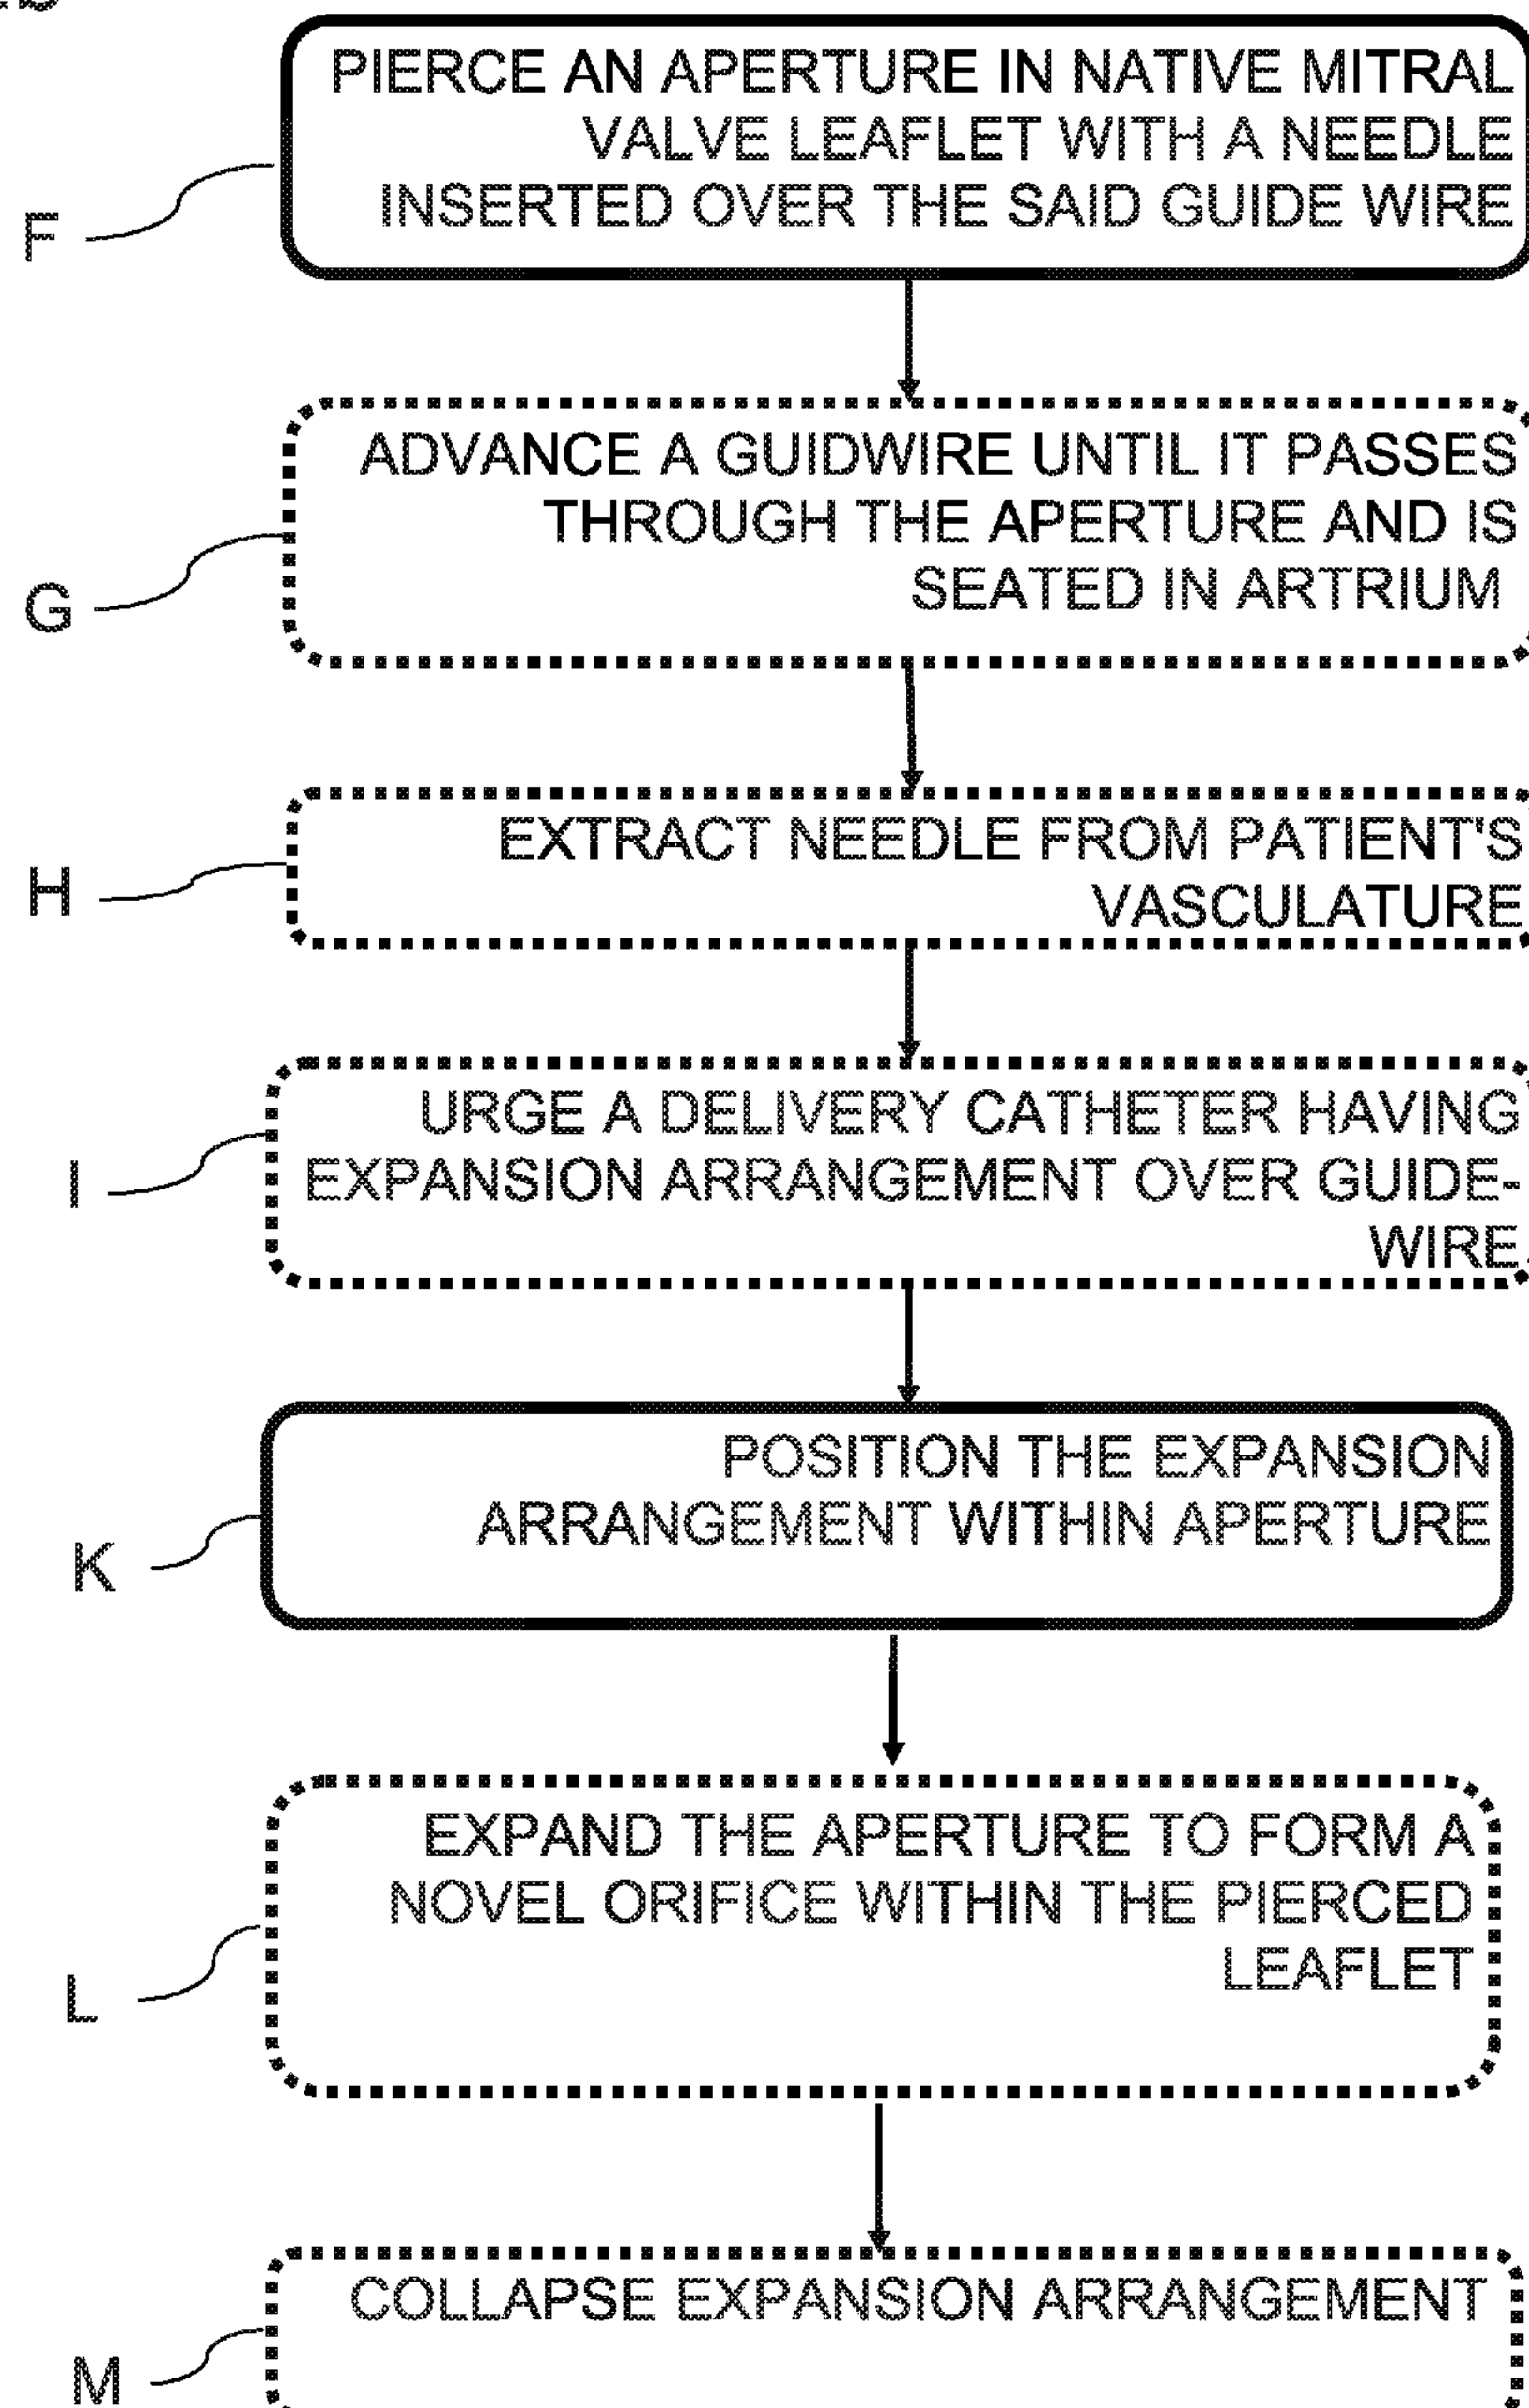 F
PIERCE AN APERTURE IN NATIVE MITRAL
VALVE LEAFLET WITH A NEEDLE
INSERTED OVER THE SAID GUIDE WIRE
G
ADVANCE A GUIDWIRE UNTIL IT PASSES
THROUGH THE APERTURE AND IS
SEATED IN ARTRIUM
H
EXTRACT NEEDLE FROM PATIENT'S
VASCULATURE
I
URGE A DELIVERY CATHETER HAVING
EXPANSION ARRANGEMENT OVER GUIDE-
WIRE.
K
POSITION THE EXPANSION
ARRANGEMENT WITHIN APERTURE
L
EXPAND THE APERTURE TO FORM A
NOVEL ORIFICE WITHIN THE PIERCED
LEAFLET
M
COLLAPSE EXPANSION ARRANGEMENT